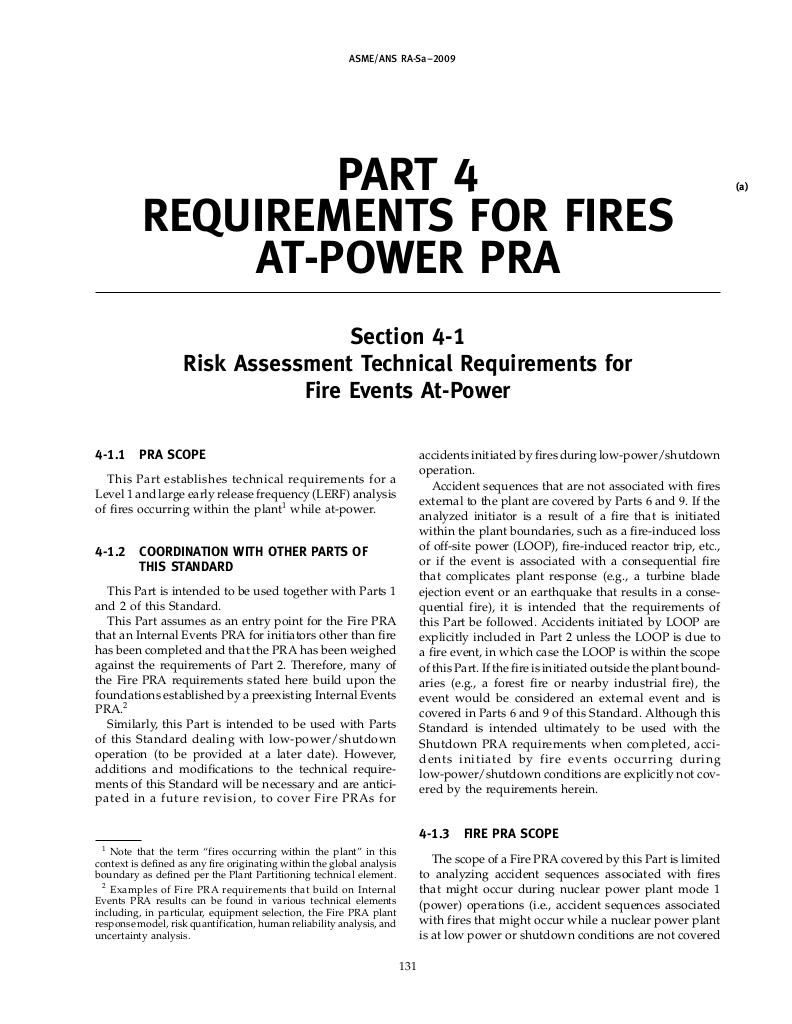 ASME/ANS RA-Sa–2009
PART 4
REQUIREMENTS FOR FIRES
AT-POWER PRA
(a)
Section 4-1
Risk Assessment Technical Requirements for
Fire Events At-Power
4-1.1 PRA SCOPE
This Part establishes technical requirements for a
Level 1 and large early release frequency (LERF) analysis
of fires occurring within the plant1 while at-power.
4-1.2 COORDINATION WITH OTHER PARTS OF
THIS STANDARD
This Part is intended to be used together with Parts 1
and 2 of this Standard.
This Part assumes as an entry point for the Fire PRA
that an Internal Events PRA for initiators other than fire
has been completed and that the PRA has been weighed
against the requirements of Part 2. Therefore, many of
the Fire PRA requirements stated here build upon the
foundations established by a preexisting Internal Events
PRA.2
Similarly, this Part is intended to be used with Parts
of this Standard dealing with low-power/shutdown
operation (to be provided at a later date). However,
additions and modifications to the technical require-
ments of this Standard will be necessary and are antici-
pated in a future revision, to cover Fire PRAs for
1 Note that the term “fires occurring within the plant” in this
context is defined as any fire originating within the global analysis
boundary as defined per the Plant Partitioning technical element.
2 Examples of Fire PRA requirements that build on Internal
Events PRA results can be found in various technical elements
including, in particular, equipment selection, the Fire PRA plant
response model, risk quantification, human reliability analysis, and
uncertainty analysis.
accidents initiated by fires during low-power/shutdown
operation.
Accident sequences that are not associated with fires
external to the plant are covered by Parts 6 and 9. If the
analyzed initiator is a result of a fire that is initiated
within the plant boundaries, such as a fire-induced loss
of off-site power (LOOP), fire-induced reactor trip, etc.,
or if the event is associated with a consequential fire
that complicates plant response (e.g., a turbine blade
ejection event or an earthquake that results in a conse-
quential fire), it is intended that the requirements of
this Part be followed. Accidents initiated by LOOP are
explicitly included in Part 2 unless the LOOP is due to
a fire event, in which case the LOOP is within the scope
of this Part. If the fire is initiated outside the plant bound-
aries (e.g., a forest fire or nearby industrial fire), the
event would be considered an external event and is
covered in Parts 6 and 9 of this Standard. Although this
Standard is intended ultimately to be used with the
Shutdown PRA requirements when completed, acci-
dents initiated by fire events occurring during
low-power/shutdown conditions are explicitly not cov-
ered by the requirements herein.
4-1.3 FIRE PRA SCOPE
The scope of a Fire PRA covered by this Part is limited
to analyzing accident sequences associated with fires
that might occur during nuclear power plant mode 1
(power) operations (i.e., accident sequences associated
with fires that might occur while a nuclear power plant
is at low power or shutdown conditions are not covered
131